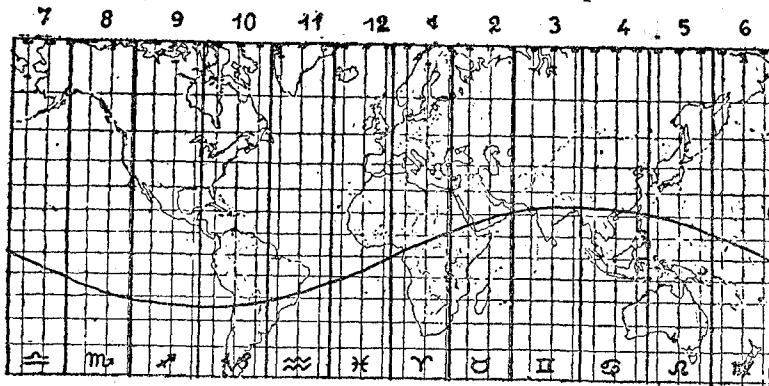 7 8 9 10 11 12 1 2 3 4 5 6
♎ ♏ ♐ ♑ ♒ ♓ ♈ ♉ ♊ ♋ ♌ ♍